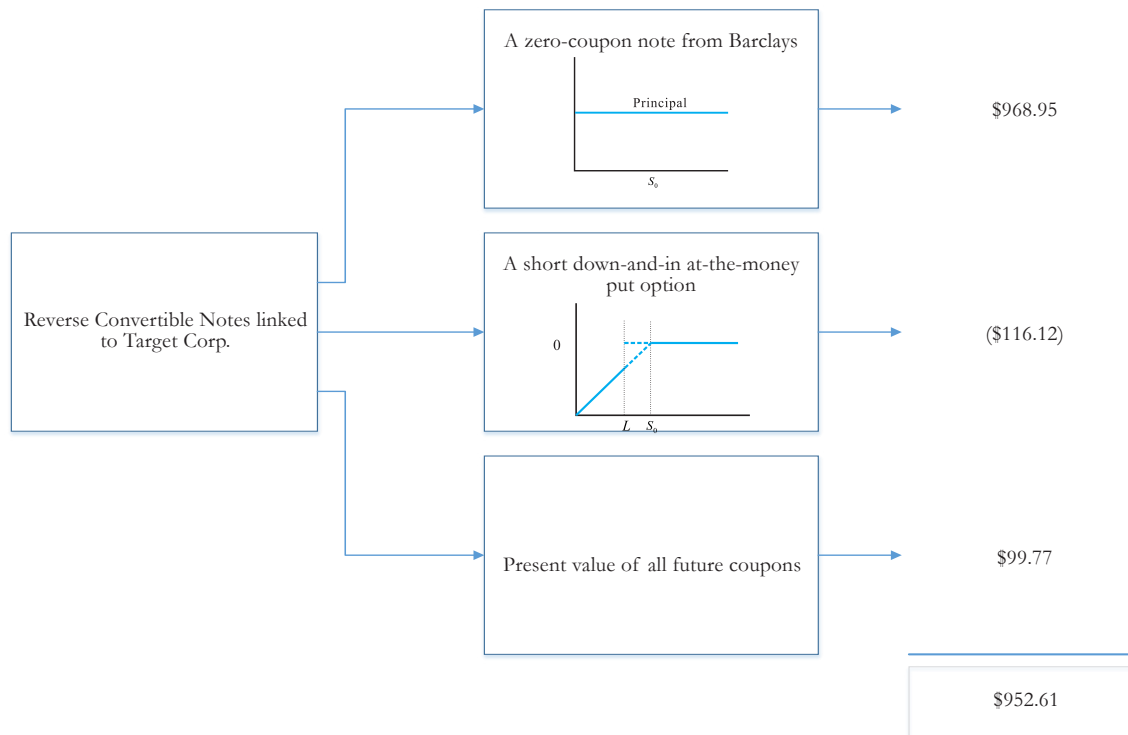 A zero-coupon note from Barclays
Principal
S0
$968.95
Reverse Convertible Notes linked
to Target Corp.
A short down-and-in at-the-money
put option
0
L S0
($116.12)
Present value of all future coupons
$99.77
$952.61